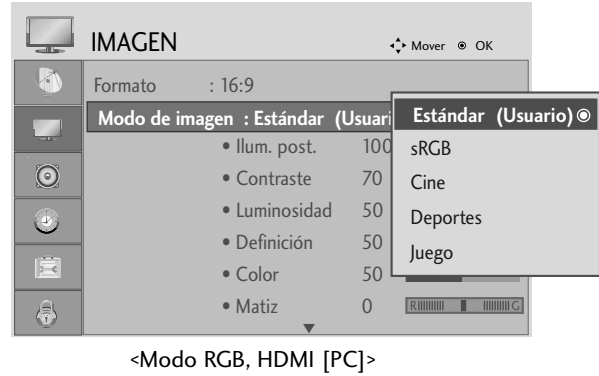 IMAGEN
Mover OK
Formato : 16:9
Modo de imagen : Estándar (Usuari
• Ilum. post. 100
• Contraste 70
• Luminosidad 50
• Definición 50
• Color 50
• Matiz 0 R G
Estándar (Usuario)
sRGB
Cine
Deportes
Juego
<Modo RGB, HDMI [PC]>